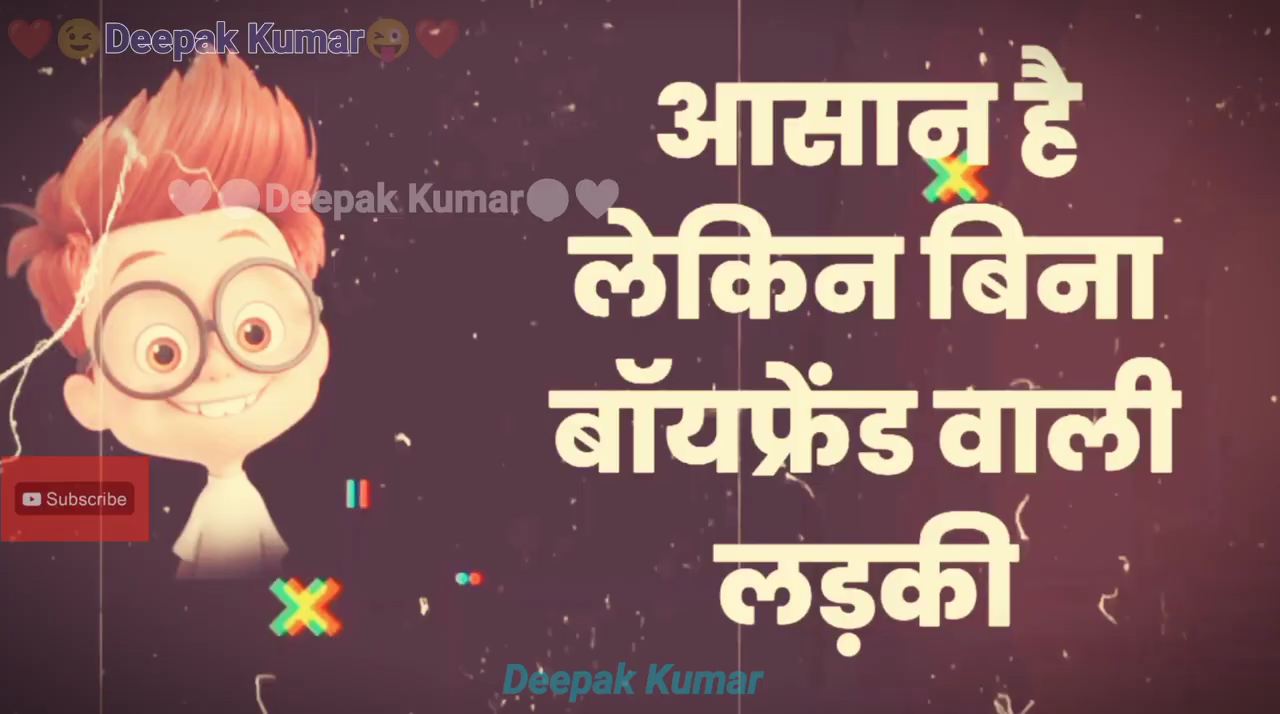 ❤️😉Deepak Kumar😜❤️
आसान है
Deepak Kumar
लेकिन बिना
बॉयफ्रेंड वाली
Subscribe
लड़की
Deepak Kumar